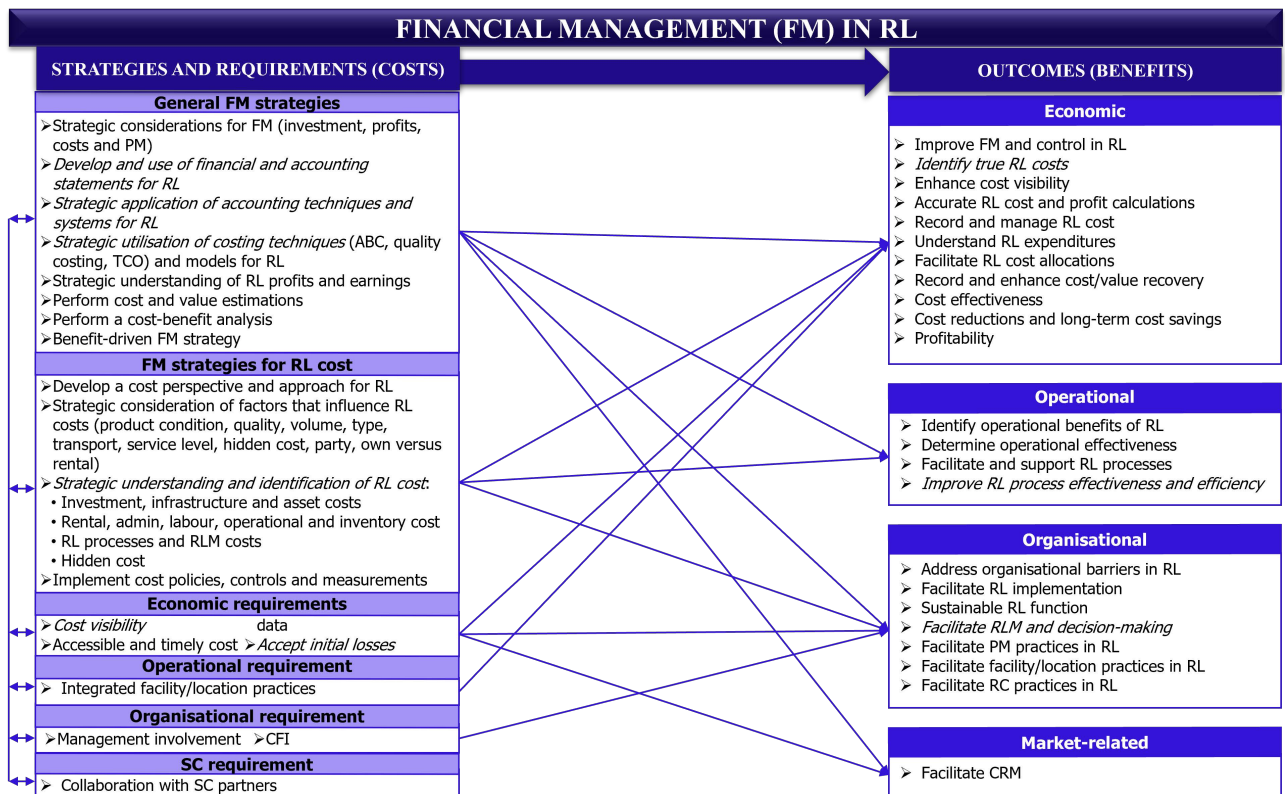 FINANCIAL MANAGEMENT (FM) IN RL
STRATEGIES AND REQUIREMENTS (COSTS)
General FM strategies
➢Strategic considerations for FM (investment, profits,
costs and PM)
➢Develop and use of financial and accounting
statements for RL
➢Strategic application of accounting techniques and
systems for RL
➢Strategic utilisation of costing techniques (ABC, quality
costing, TCO) and models for RL
➢Strategic understanding of RL profits and earnings
➢Perform cost and value estimations
➢Perform a cost-benefit analysis
➢Benefit-driven FM strategy
FM strategies for RL cost
➢Develop a cost perspective and approach for RL
➢Strategic consideration of factors that influence RL
costs (product condition, quality, volume, type,
transport, service level, hidden cost, party, own versus
rental)
➢Strategic understanding and identification of RL cost:
• Investment, infrastructure and asset costs
• Rental, admin, labour, operational and inventory cost
• RL processes and RLM costs
• Hidden cost
➢Implement cost policies, controls and measurements
Economic requirements
➢Cost visibility data
➢Accessible and timely cost ➢Accept initial losses
Operational requirement
➢ Integrated facility/location practices
Organisational requirement
➢Management involvement ➢CFI
SC requirement
➢ Collaboration with SC partners
OUTCOMES (BENEFITS)
Economic
➢ Improve FM and control in RL
➢ Identify true RL costs
➢ Enhance cost visibility
➢ Accurate RL cost and profit calculations
➢ Record and manage RL cost
➢ Understand RL expenditures
➢ Facilitate RL cost allocations
➢ Record and enhance cost/value recovery
➢ Cost effectiveness
➢ Cost reductions and long-term cost savings
➢ Profitability
Operational
➢ Identify operational benefits of RL
➢ Determine operational effectiveness
➢ Facilitate and support RL processes
➢ Improve RL process effectiveness and efficiency
Organisational
➢ Address organisational barriers in RL
➢ Facilitate RL implementation
➢ Sustainable RL function
➢ Facilitate RLM and decision-making
➢ Facilitate PM practices in RL
➢ Facilitate facility/location practices in RL
➢ Facilitate RC practices in RL
Market-related
➢ Facilitate CRM